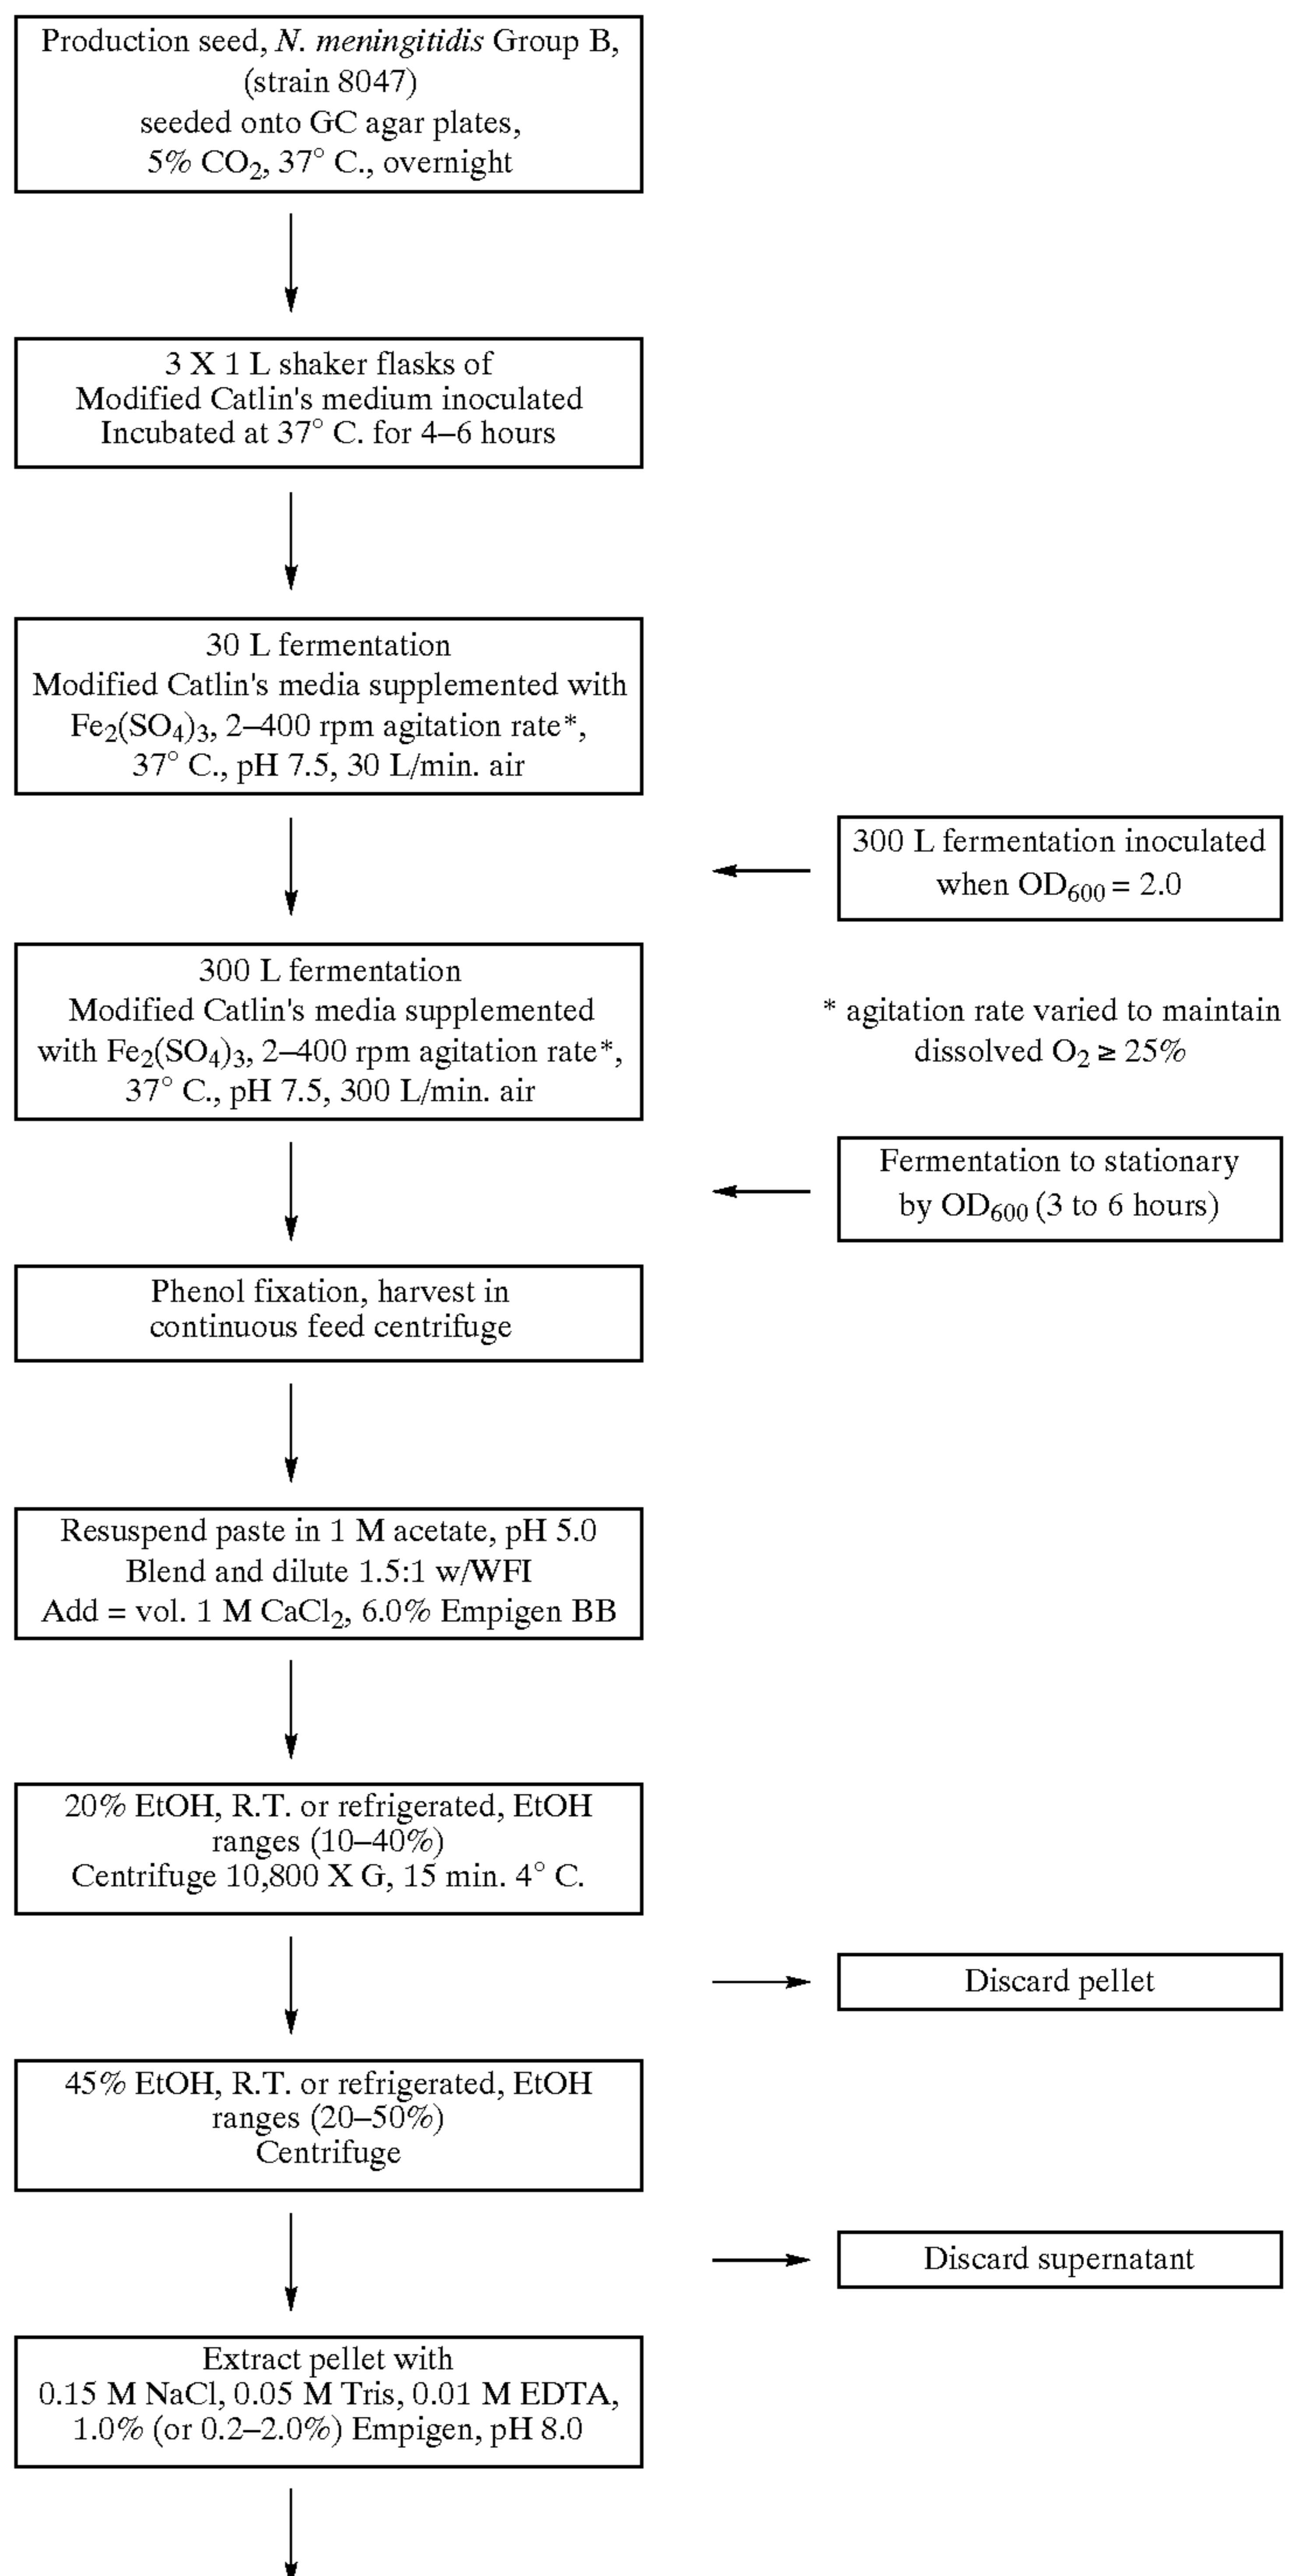 Production seed, N. meningitidis Group B,
(strain 8047)
seeded onto GC agar plates,
5% CO₂, 37° C., overnight
3 X 1 L shaker flasks of
Modified Catlin's medium inoculated
Incubated at 37° C. for 4–6 hours
30 L fermentation
Modified Catlin's media supplemented with
Fe₂(SO₄)₃, 2–400 rpm agitation rate*,
37° C., pH 7.5, 30 L/min. air
300 L fermentation inoculated
when OD₆₀₀ = 2.0
300 L fermentation
Modified Catlin's media supplemented
with Fe₂(SO₄)₃, 2–400 rpm agitation rate*,
37° C., pH 7.5, 300 L/min. air
* agitation rate varied to maintain
dissolved O₂ ≥ 25%
Fermentation to stationary
by OD₆₀₀ (3 to 6 hours)
Phenol fixation, harvest in
continuous feed centrifuge
Resuspend paste in 1 M acetate, pH 5.0
Blend and dilute 1.5:1 w/WFI
Add = vol. 1 M CaCl₂, 6.0% Empigen BB
20% EtOH, R.T. or refrigerated, EtOH
ranges (10–40%)
Centrifuge 10,800 X G, 15 min. 4° C.
Discard pellet
45% EtOH, R.T. or refrigerated, EtOH
ranges (20–50%)
Centrifuge
Discard supernatant
Extract pellet with
0.15 M NaCl, 0.05 M Tris, 0.01 M EDTA,
1.0% (or 0.2–2.0%) Empigen, pH 8.0